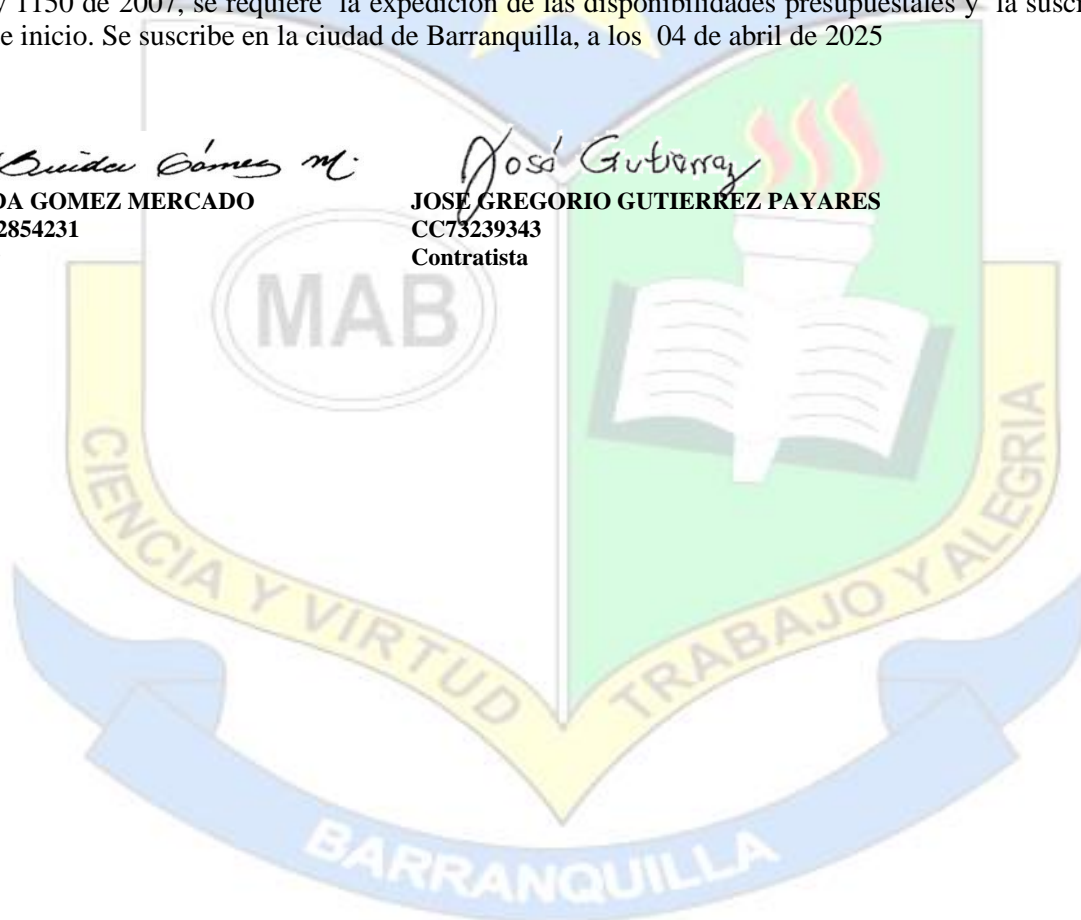 y 1150 de 2007, se requiere la expedición de las disponibilidades presupuestales y la suscri
e inicio. Se suscribe en la ciudad de Barranquilla, a los 04 de abril de 2025
Gómez M. José Gutierrez
DA GOMEZ MERCADO JOSE GREGORIO GUTIERREZ PAYARES
2854231 CC73239343
Contratista
MAB
CIENCIA Y VIRTUD TRABAJO Y ALEGRIA
BARRANQUILLA